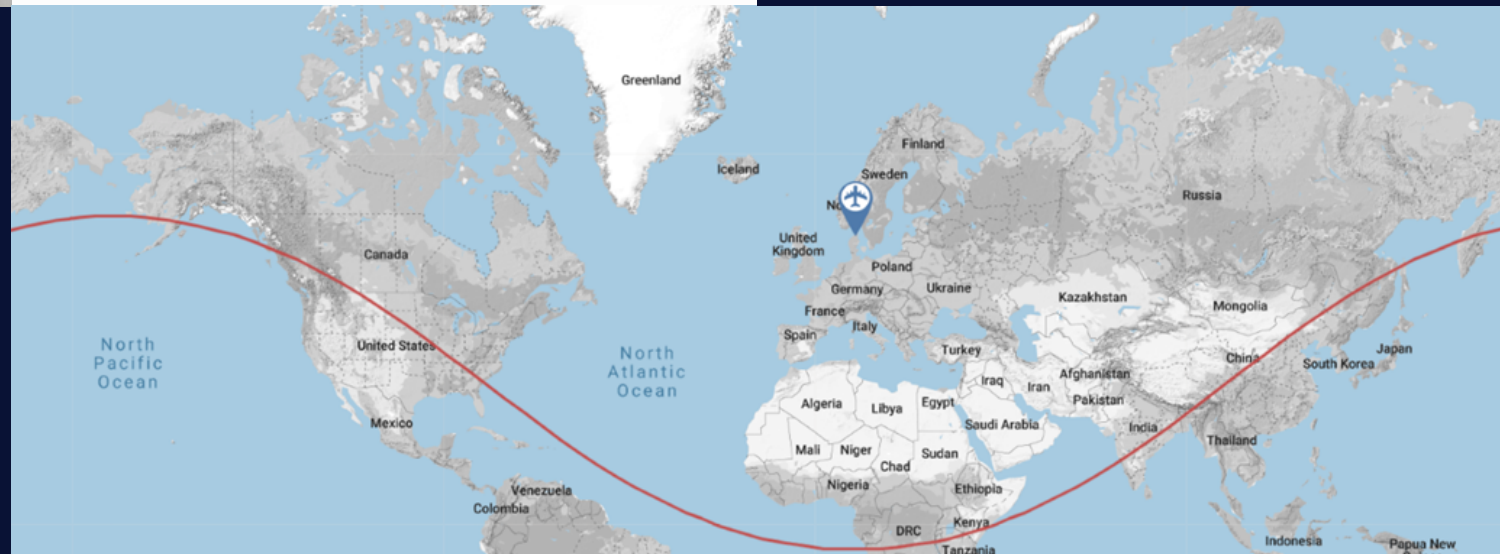 Greenland
Finland
Iceland
Sweden
Russia
No
United
Kingdom
Canada
Poland
Germany
Ukraine
Kazakhstan
Mongolia
France
Italy
Spain
United States
North
Pacific
Ocean
North
Atlantic
Ocean
Turkey
China
Japan
South Korea
Afghanistan
Iraq
Iran
Pakistan
Algeria
Libya
Egypt
Saudi Arabia
Mexico
India
Thailand
Mali
Niger
Sudan
Chad
Nigeria
Ethiopia
Venezuela
Colombia
Kenya
DRC
Tanzania
Indonesia
Papua New